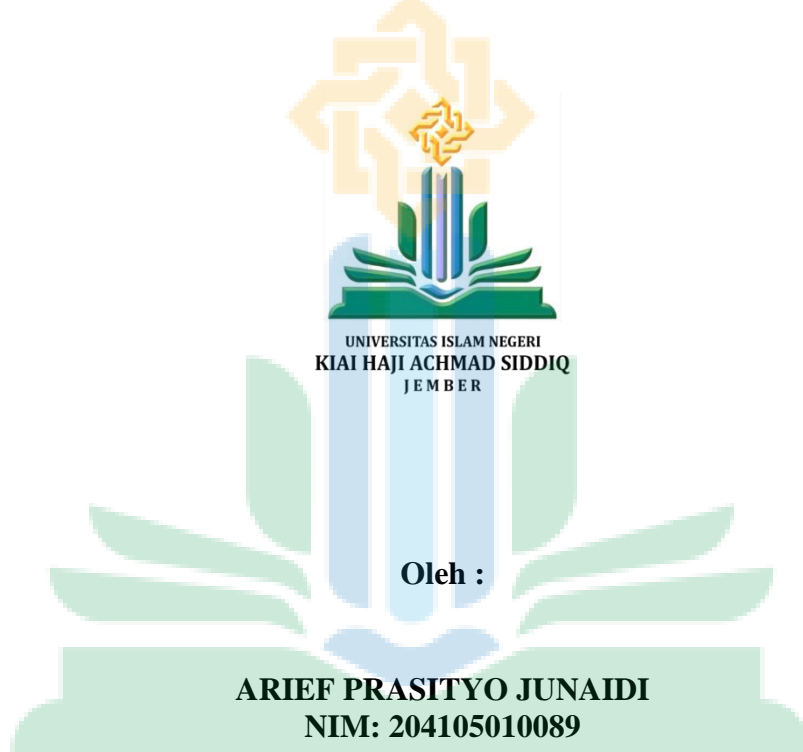 UNIVERSITAS ISLAM NEGERI
KIAI HAJI ACHMAD SIDDIQ
JEMBER
Oleh :
ARIEF PRASITYO JUNAIDI
NIM: 204105010089